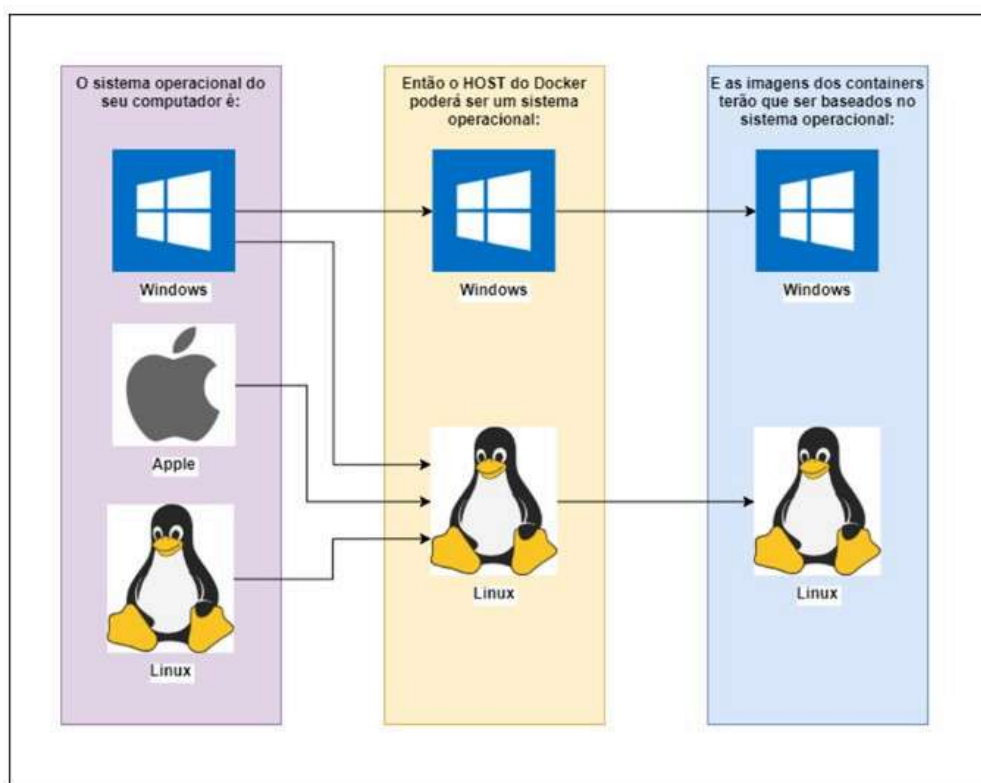 O sistema operacional do
seu computador é:
Windows
Apple
Linux
Então o HOST do Docker
poderá ser um sistema
operacional:
Windows
Linux
E as imagens dos containers
terão que ser baseados no
sistema operacional:
Windows
Linux